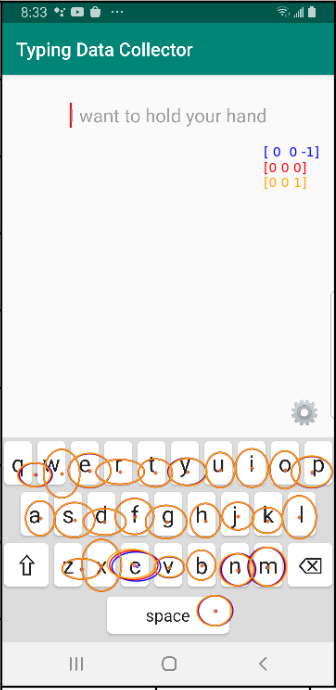 8:33
Typing Data Collector
I want to hold your hand
[ 0 0 -1]
[0 0 0]
[0 0 1]
q w e r t y u i o p
a s d f g h j k l
z x c v b n m
space